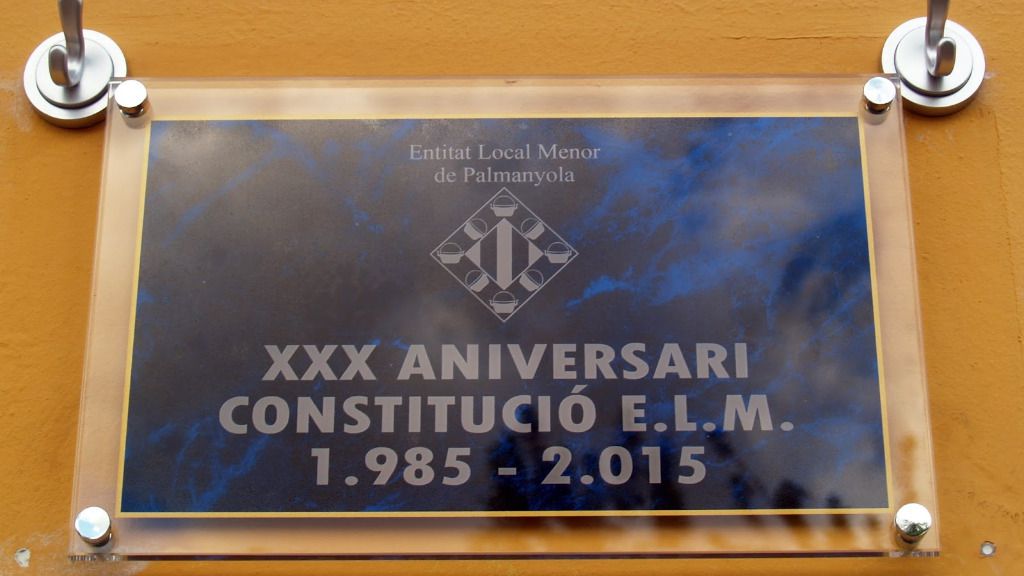 Entitat Local Menor
de Palmanyola
XXX ANIVERSARI
CONSTITUCIÓ E.L.M.
1.985 - 2.015